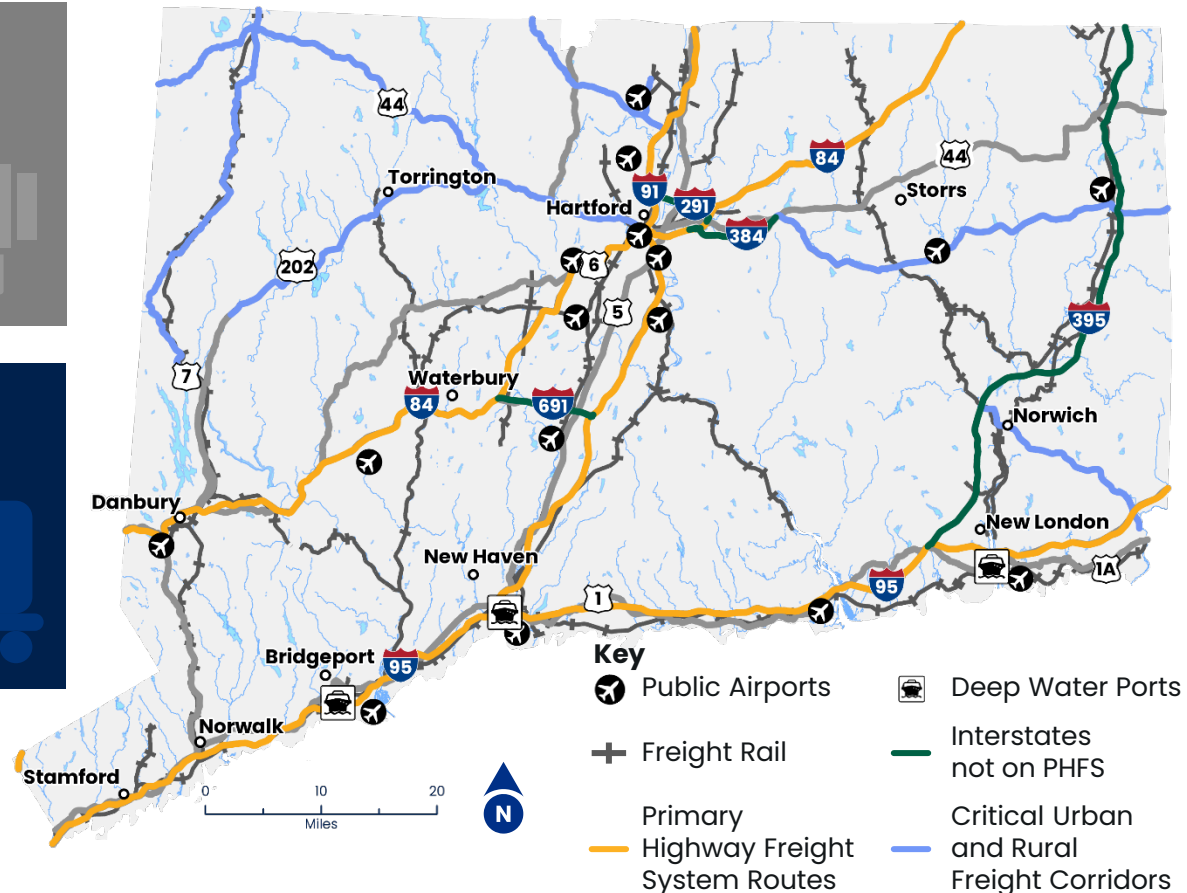 44
Torrington
84
44
91
Storrs
291
Hartford
384
202
6
5
395
7
Waterbury
84
691
Norwich
Danbury
New London
New Haven
1A
95
1
Key
Bridgeport
95
Public Airports
Deep Water Ports
Norwalk
Freight Rail
Interstates
not on PHFS
Stamford
0 10 20
Miles
N
Primary
Highway Freight
System Routes
Critical Urban
and Rural
Freight Corridors